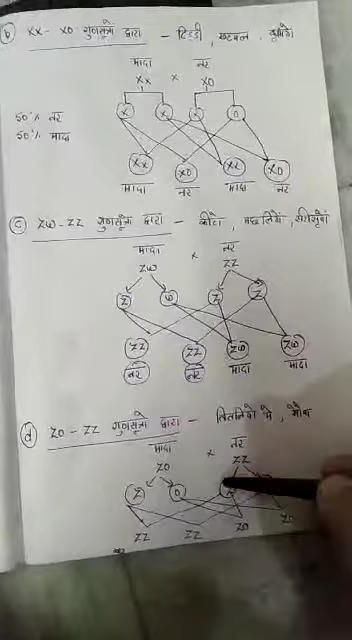 b) XX - XO गुणसूत्रों द्वारा - टिड्डी, खटमल,
मादा नर
XX × XO
50% नर
50% मादा
X X X O
XX XO XX XO
मादा नर मादा नर
c) ZW - ZZ गुणसूत्रों द्वारा - कीटो, मछलियों, सरीसृपों
मादा × नर
ZW ZZ
Z W Z Z
ZZ ZZ ZW ZW
नर नर मादा मादा
d) ZO - ZZ गुणसूत्रो द्वारा - तितलियों में, मॉथ
मादा × नर
ZO ZZ
Z O
ZZ ZZ ZO ZO